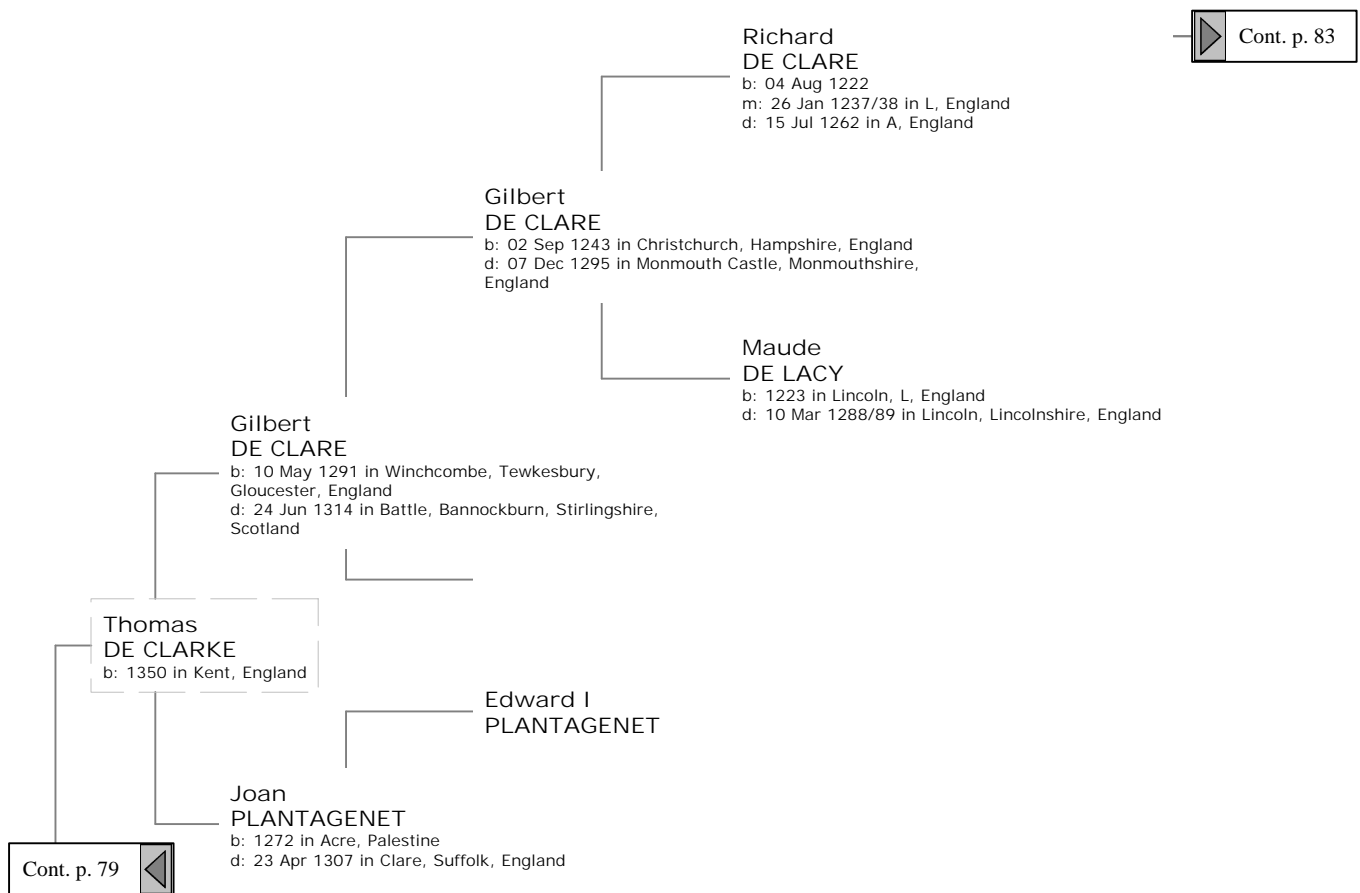 Richard
DE CLARE
b: 04 Aug 1222
m: 26 Jan 1237/38 in L, England
d: 15 Jul 1262 in A, England
Cont. p. 83
Gilbert
DE CLARE
b: 02 Sep 1243 in Christchurch, Hampshire, England
d: 07 Dec 1295 in Monmouth Castle, Monmouthshire,
England
Maude
DE LACY
b: 1223 in Lincoln, L, England
d: 10 Mar 1288/89 in Lincoln, Lincolnshire, England
Gilbert
DE CLARE
b: 10 May 1291 in Winchcombe, Tewkesbury,
Gloucester, England
d: 24 Jun 1314 in Battle, Bannockburn, Stirlingshire,
Scotland
Thomas
DE CLARKE
b: 1350 in Kent, England
Edward I
PLANTAGENET
Joan
PLANTAGENET
b: 1272 in Acre, Palestine
d: 23 Apr 1307 in Clare, Suffolk, England
Cont. p. 79